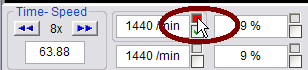 Time- Speed
8x
63.88
1440 /min
9 %
1440 /min
9 %